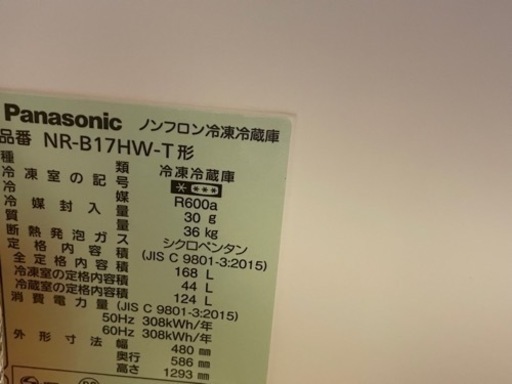 Panasonic ノンフロン冷凍冷蔵庫
品番 NR-B17HW-T形
種類 冷凍冷蔵庫
冷凍室の記号 * ***
冷媒 R600a
冷媒封入量 30 g
質量 36 kg
断熱発泡ガス シクロペンタン
定格内容積 (JIS C 9801-3:2015)
全定格内容積 168 L
冷凍室の定格内容積 44 L
冷蔵室の定格内容積 124 L
消費電力量 (JIS C 9801-3:2015)
50Hz 308kWh/年
60Hz 308kWh/年
外形寸法 幅 480 mm
奥行 586 mm
高さ 1293 mm